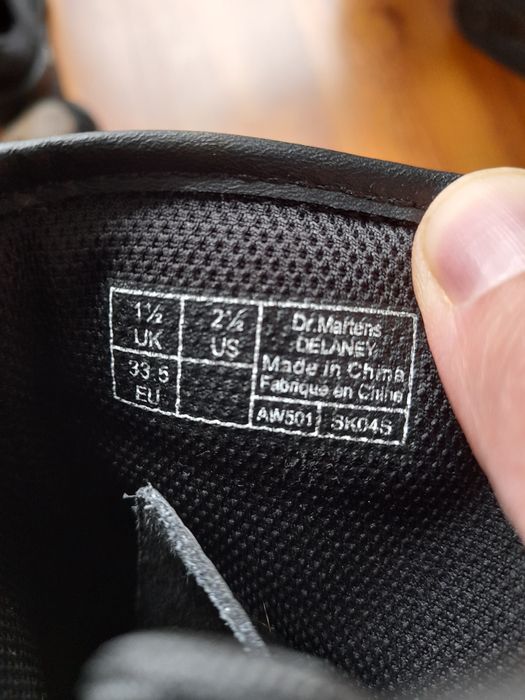 1½
UK
2½
US
33.5
EU
Dr.Martens
DELANEY
Made in China
Fabrique en Chine
AW501
SK04S